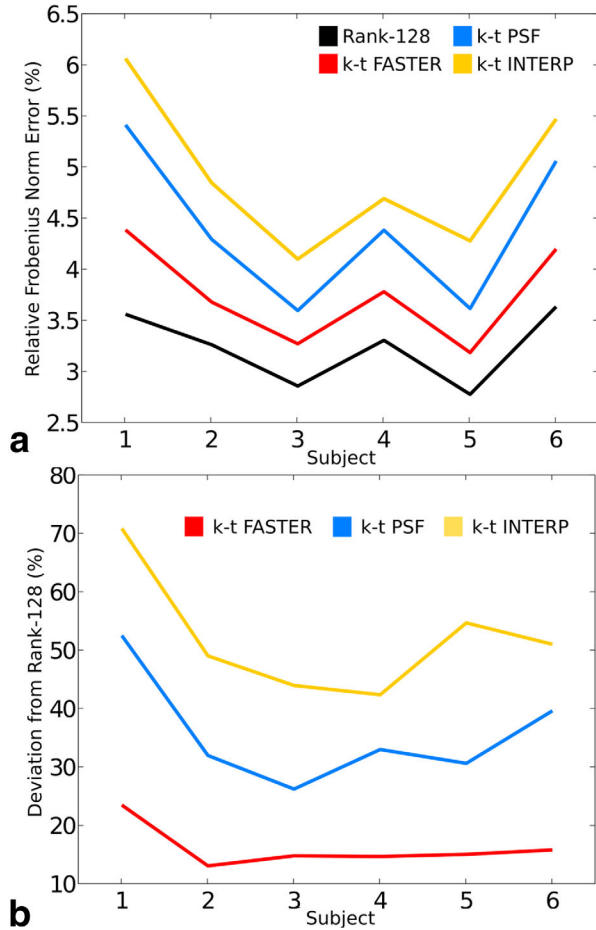 6.5
6
5.5
5
4.5
4
3.5
3
2.5
Relative Frobenius Norm Error (%)
Rank-128 k-t PSF
k-t FASTER k-t INTERP
1 2 3 4 5 6
Subject
a
80
70
60
50
40
30
20
10
Deviation from Rank-128 (%)
k-t FASTER k-t PSF k-t INTERP
1 2 3 4 5 6
Subject
b